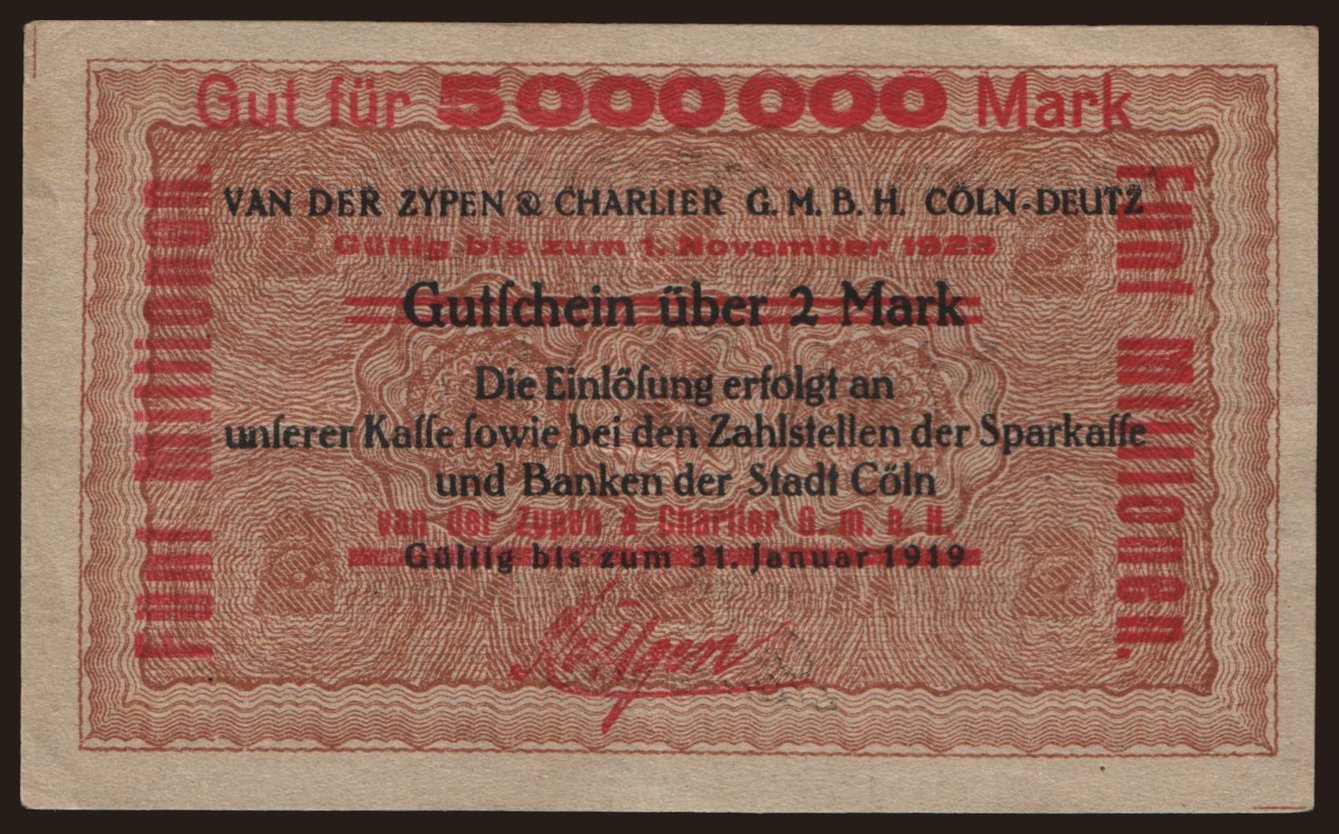 Gut für 5000000 Mark
VAN DER ZYPEN & CHARLIER G. M. B. H. CÖLN-DEUTZ
Gültig bis zum 1. November 1923
Gutſchein über 2 Mark
Die Einlöſung erfolgt an
unſerer Kaſſe ſowie bei den Zahlstellen der Sparkaſſe
und Banken der Stadt Cöln
van der Zypen & Charlier G. m. b. H.
Gültig bis zum 31. Januar 1919
Fünf Millionen.
Fünf Millionen.